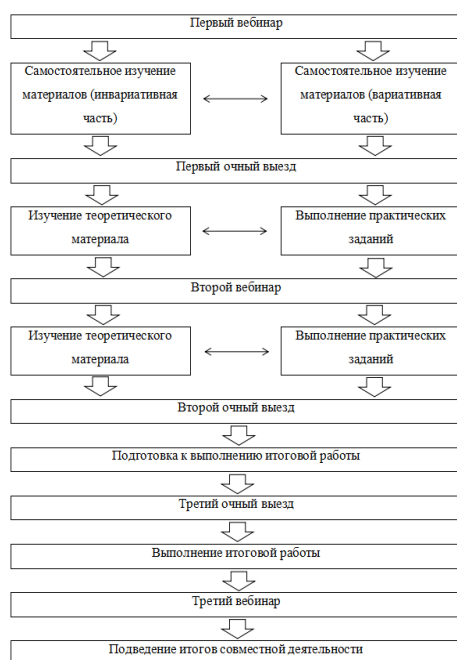 Первый вебинар
Самостоятельное изучение
материалов (инвариативная
часть)
Самостоятельное изучение
материалов (вариативная
часть)
Первый очный выезд
Изучение теоретического
материала
Выполнение практических
заданий
Второй вебинар
Изучение теоретического
материала
Выполнение практических
заданий
Второй очный выезд
Подготовка к выполнению итоговой работы
Третий очный выезд
Выполнение итоговой работы
Третий вебинар
Подведение итогов совместной деятельности